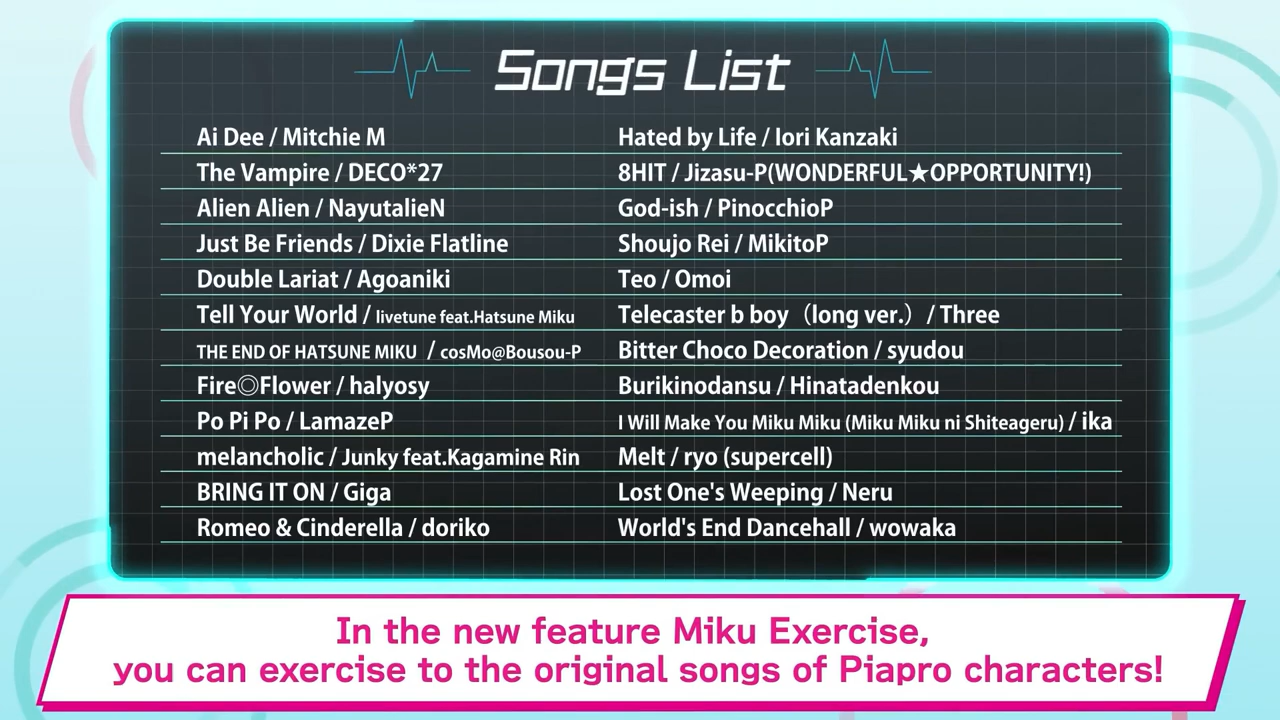 Songs List
Ai Dee / Mitchie M
The Vampire / DECO*27
Alien Alien / NayutalieN
Just Be Friends / Dixie Flatline
Double Lariat / Agoaniki
Tell Your World / livetune feat.Hatsune Miku
THE END OF HATSUNE MIKU / cosMo@Bousou-P
Fire◎Flower / halyosy
Po Pi Po / LamazeP
melancholic / Junky feat.Kagamine Rin
BRING IT ON / Giga
Romeo & Cinderella / doriko
Hated by Life / Iori Kanzaki
8HIT / Jizasu-P(WONDERFUL★OPPORTUNITY!)
God-ish / PinocchioP
Shoujo Rei / MikitoP
Teo / Omoi
Telecaster b boy（long ver.）/ Three
Bitter Choco Decoration / syudou
Burikinodansu / Hinatadenkou
I Will Make You Miku Miku (Miku Miku ni Shiteageru) / ika
Melt / ryo (supercell)
Lost One's Weeping / Neru
World's End Dancehall / wowaka
In the new feature Miku Exercise,
you can exercise to the original songs of Piapro characters!